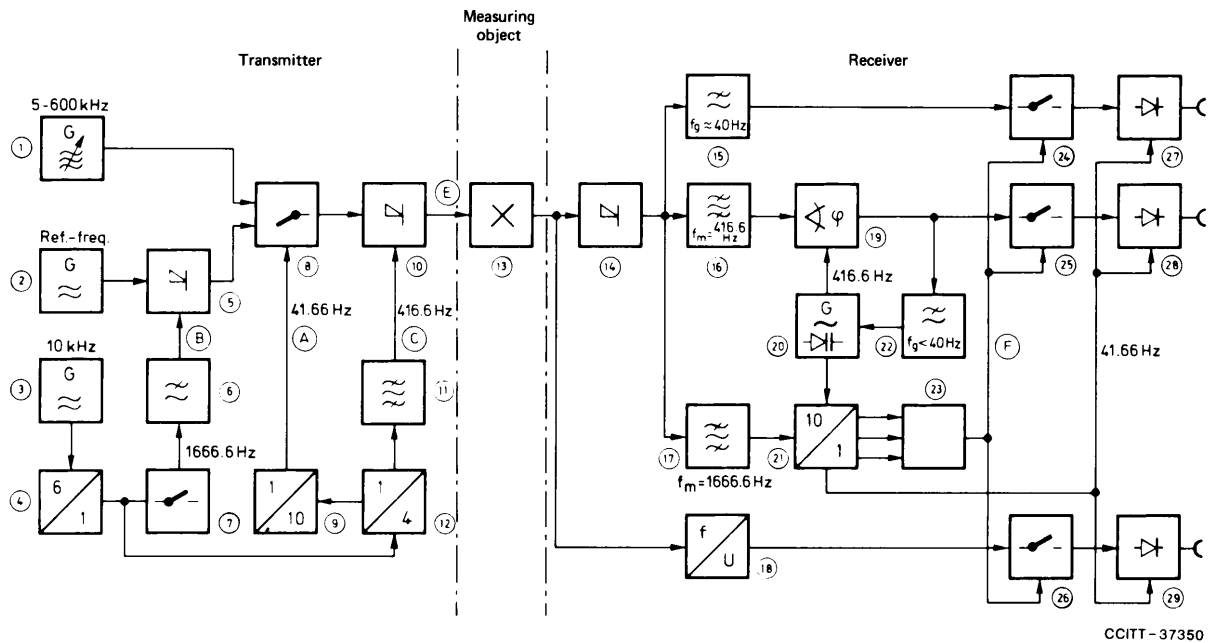 Measuring
object
Transmitter
Receiver
5-600 kHz
G
1
Ref.-freq.
G
2
5
8
10
E
13
14
fg ≈ 40 Hz
15
24
27
fm = 416.6 Hz
16
φ
19
25
28
B
41.66 Hz
A
416.6 Hz
C
416.6 Hz
10 kHz
G
3
6
11
G
20
22
fg < 40 Hz
F
41.66 Hz
1666.6 Hz
23
6
1
4
7
1
10
9
1
4
12
17
fm = 1666.6 Hz
10
1
21
f
U
18
26
29
CCITT - 37350